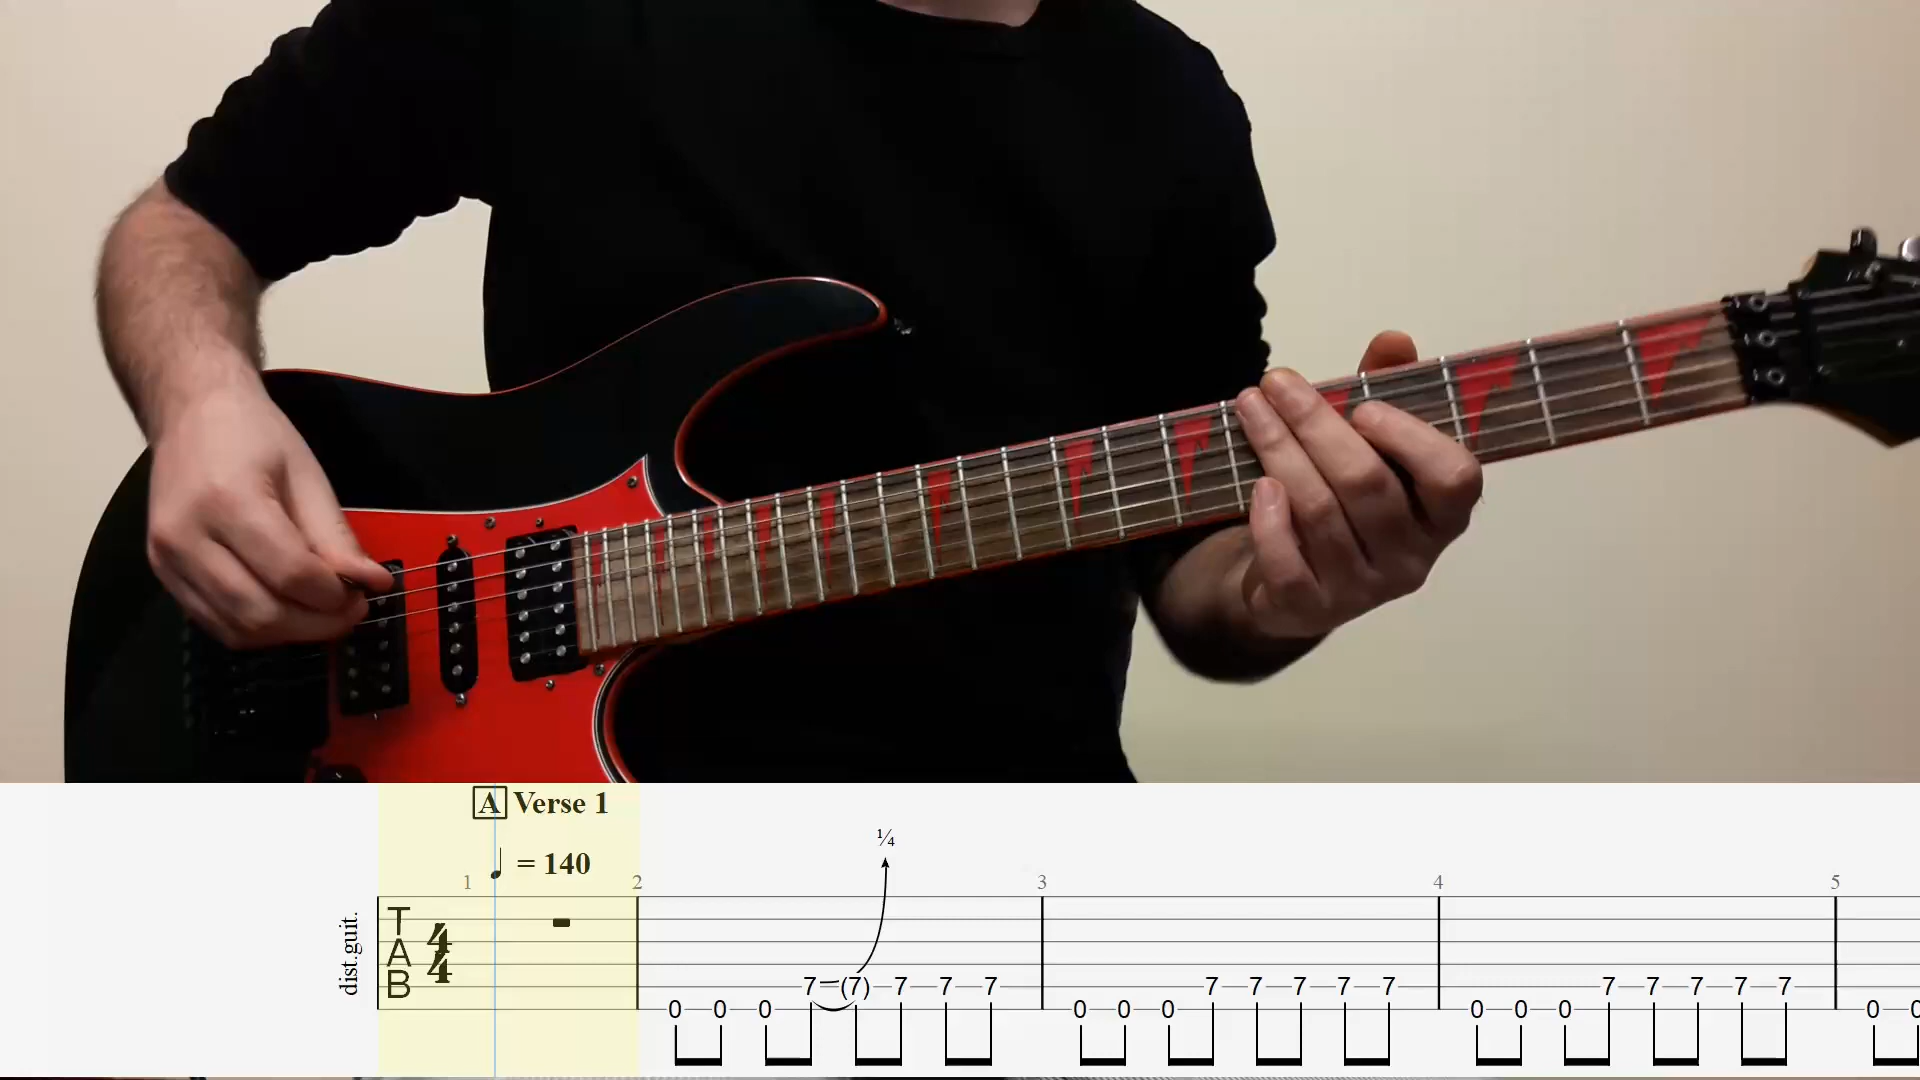 A Verse 1
♩ = 140
¼
1 2 3 4 5
dist.guit.
TAB
4/4
7 (7) 7 7 7 7 7 7 7 7 7 7 7 7 7
0 0 0 0 0 0 0 0 0 0 0